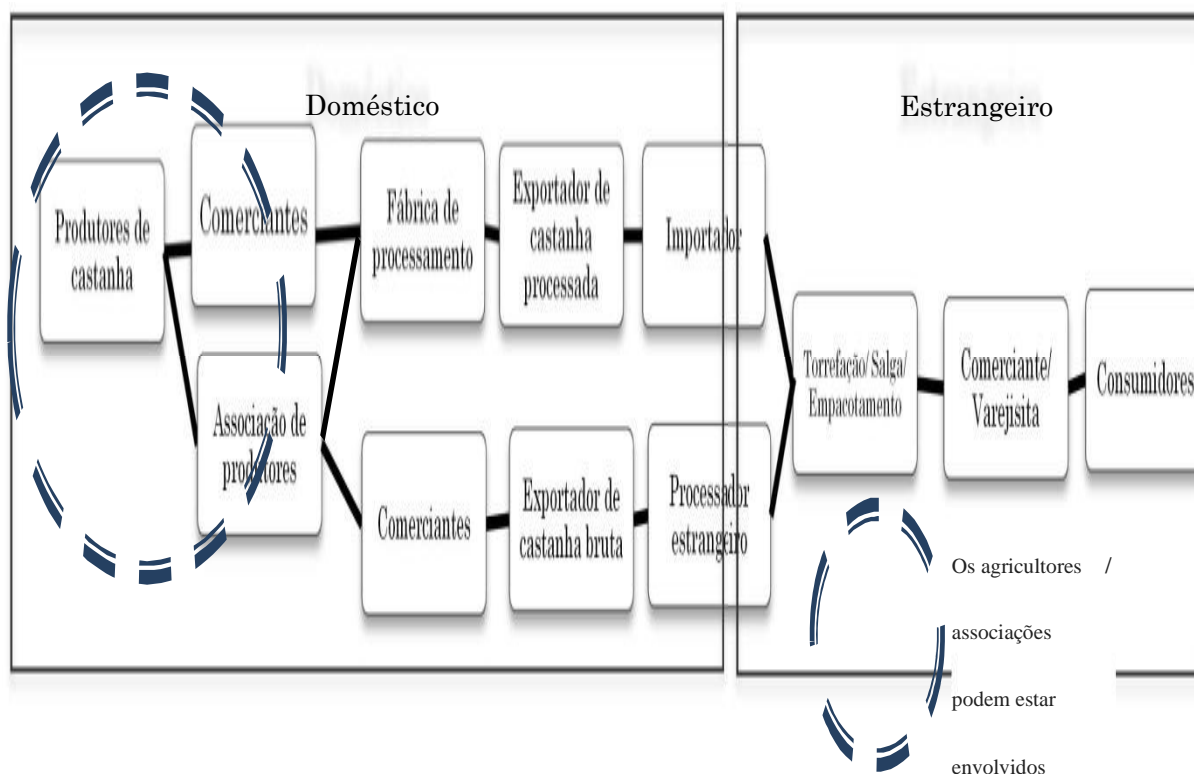 Doméstico
Estrangeiro
Produtores de
castanha
Comerciantes
Associação de
produtores
Fábrica de
processamento
Exportador de
castanha
processada
Importador
Comerciantes
Exportador de
castanha bruta
Processador
estrangeiro
Torrefação/ Salga/
Empacotamento
Comerciante/
Varejisita
Consumidores
Os agricultores /
associações
podem estar
envolvidos